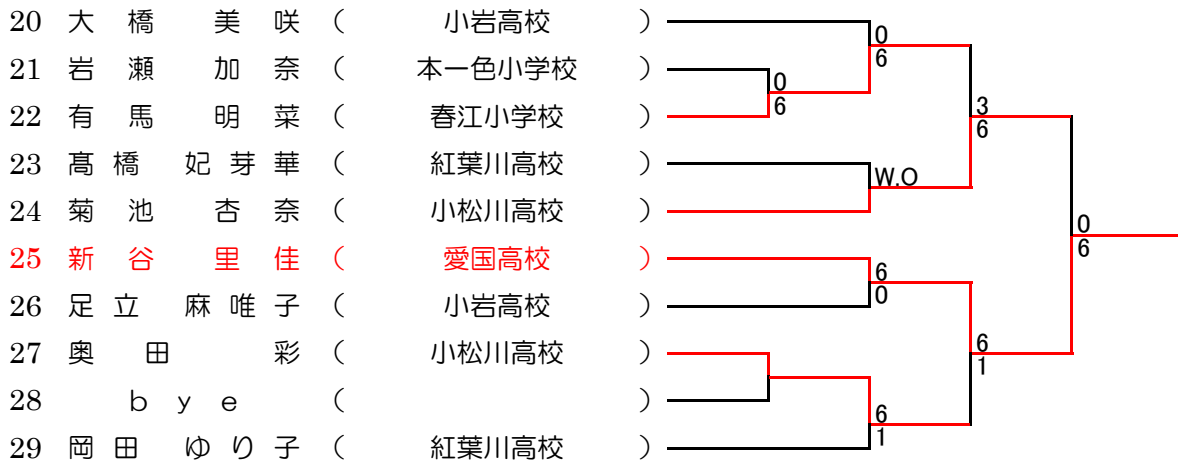 20 大橋 美咲 ( 小岩高校 )
0
6
21 岩瀬 加奈 ( 本一色小学校 )
0
6
22 有馬 明菜 ( 春江小学校 )
3
6
23 髙橋 妃芽華 ( 紅葉川高校 )
W.O
24 菊池 杏奈 ( 小松川高校 )
0
6
25 新谷 里佳 ( 愛国高校 )
6
0
26 足立 麻唯子 ( 小岩高校 )
27 奥田 彩 ( 小松川高校 )
6
1
28 bye ( )
6
1
29 岡田 ゆり子 ( 紅葉川高校 )